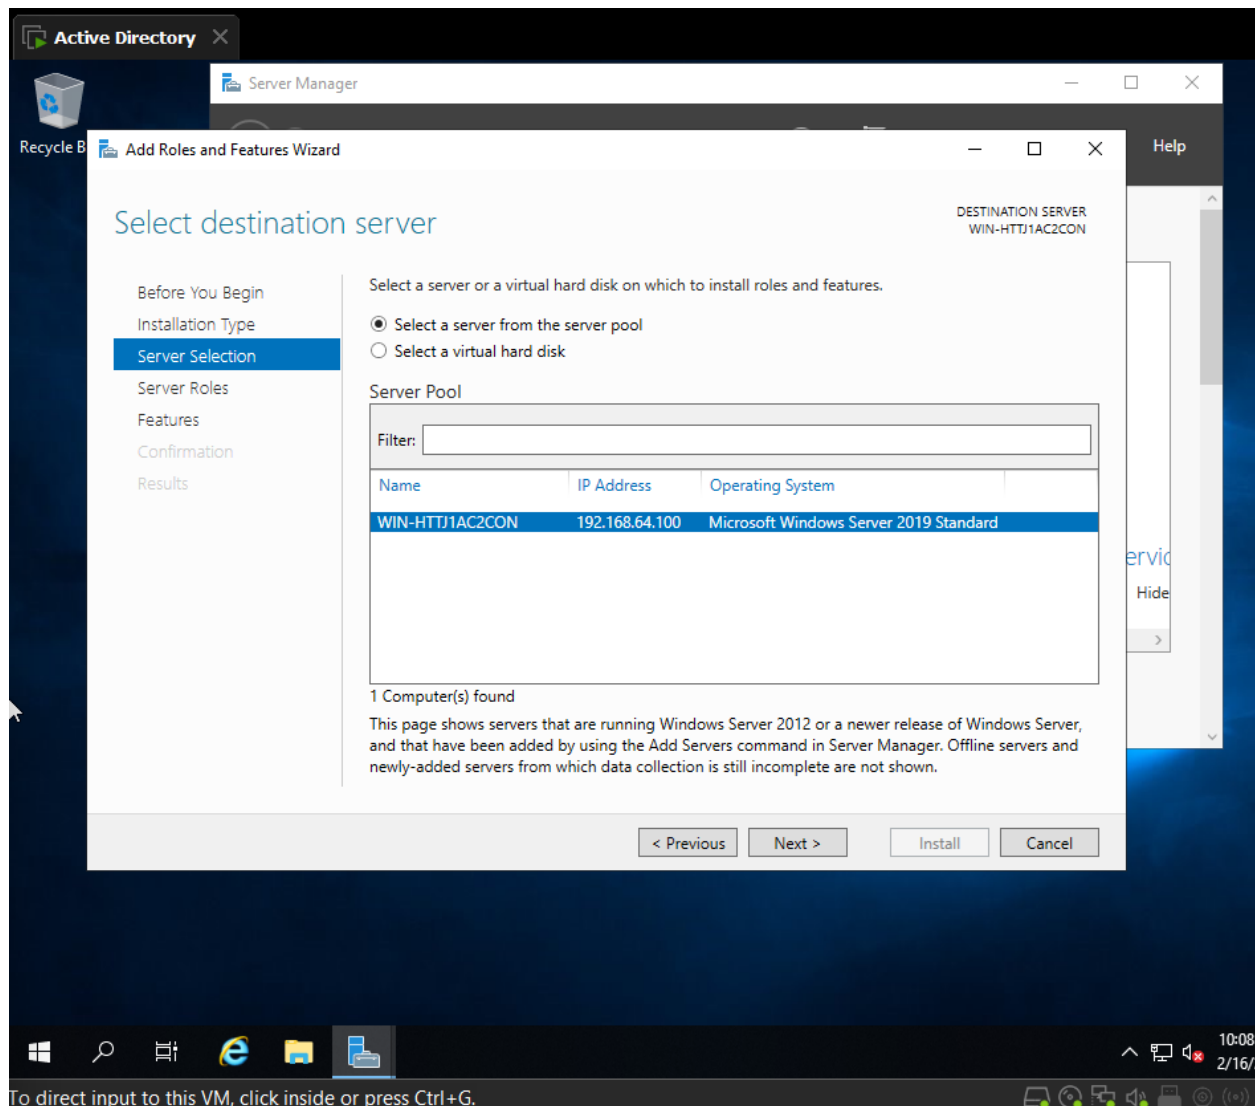 Active Directory
Server Manager
Recycle B
Add Roles and Features Wizard
Help
Select destination server
DESTINATION SERVER
WIN-HTTJ1AC2CON
Before You Begin
Installation Type
Server Selection
Server Roles
Features
Confirmation
Results
Select a server or a virtual hard disk on which to install roles and features.
Select a server from the server pool
Select a virtual hard disk
Server Pool
Filter:
Name IP Address Operating System
WIN-HTTJ1AC2CON 192.168.64.100 Microsoft Windows Server 2019 Standard
1 Computer(s) found
This page shows servers that are running Windows Server 2012 or a newer release of Windows Server,
and that have been added by using the Add Servers command in Server Manager. Offline servers and
newly-added servers from which data collection is still incomplete are not shown.
ervic
Hide
< Previous Next > Install Cancel
10:08
2/16/
To direct input to this VM, click inside or press Ctrl+G.